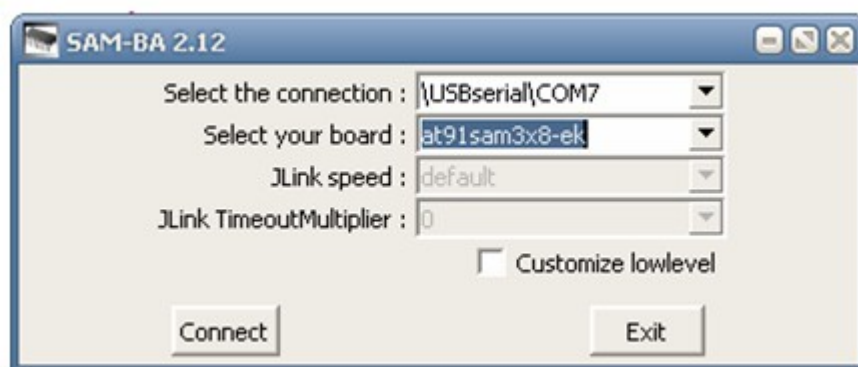 SAM-BA 2.12
Select the connection : \USBserial\COM7
Select your board : at91sam3x8-ek
JLink speed : default
JLink TimeoutMultiplier : 0
Customize lowlevel
Connect Exit